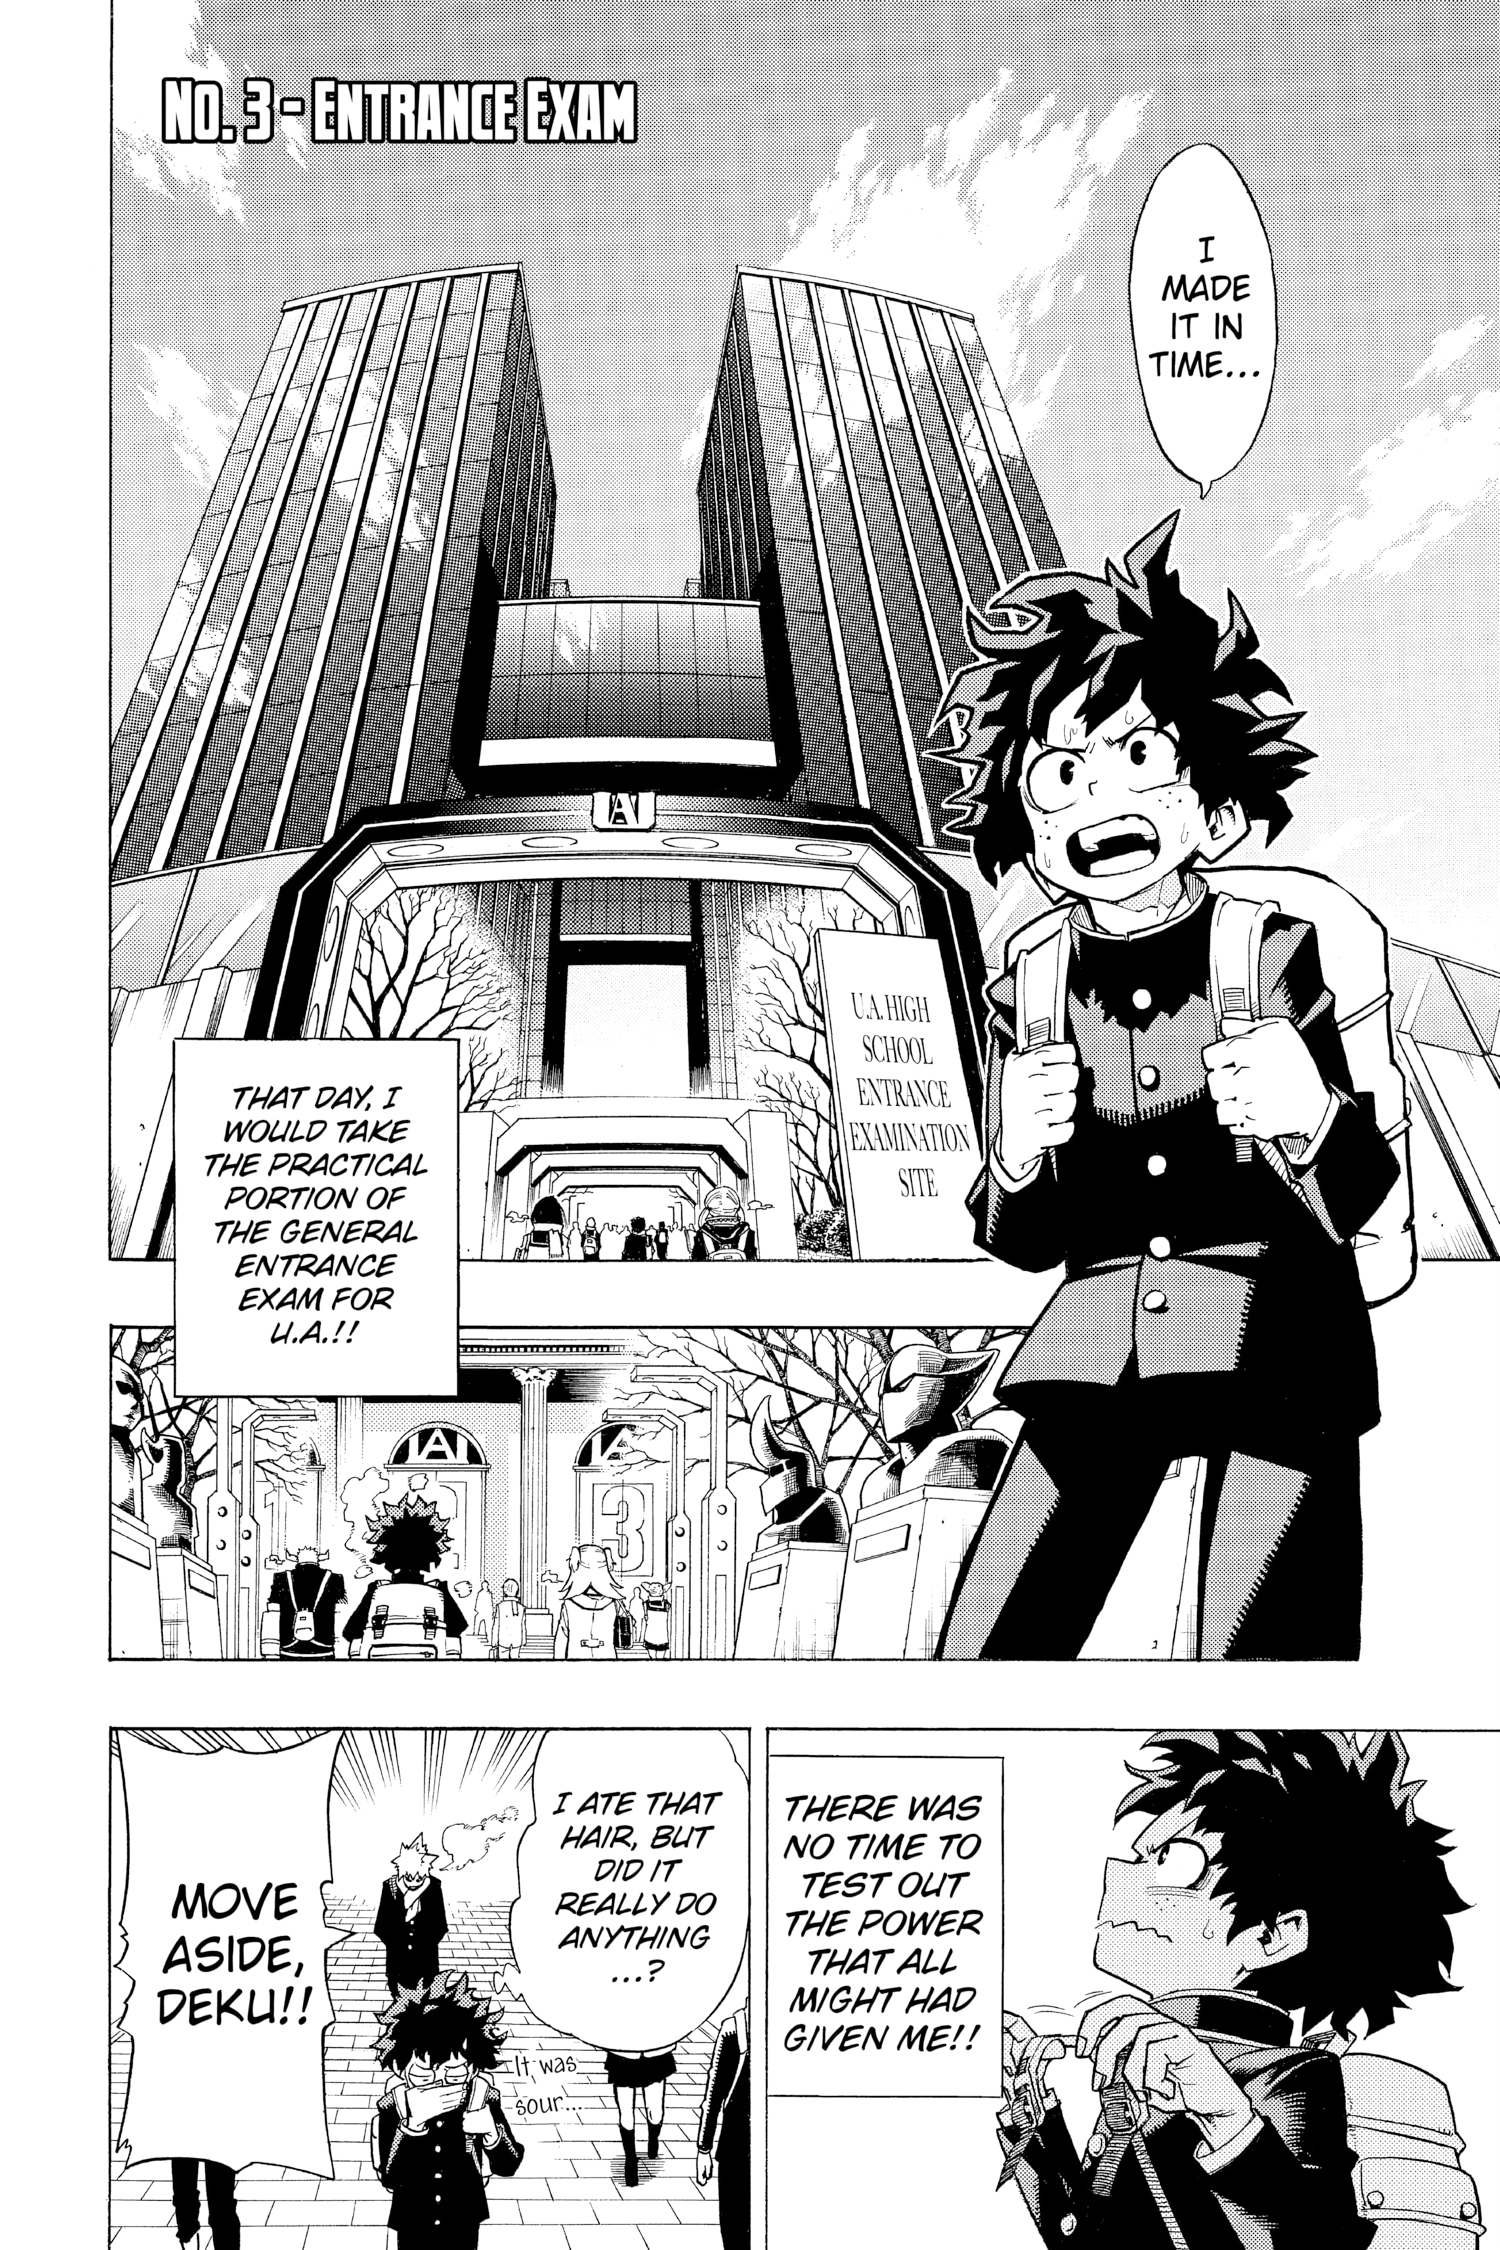 No. 3 - Entrance Exam
I
MADE
IT IN
TIME...
U.A. HIGH
SCHOOL
ENTRANCE
EXAMINATION
SITE
THAT DAY, I
WOULD TAKE
THE PRACTICAL
PORTION OF
THE GENERAL
ENTRANCE
EXAM FOR
U.A.!!
3
THERE WAS
NO TIME TO
TEST OUT
THE POWER
THAT ALL
MIGHT HAD
GIVEN ME!!
I ATE THAT
HAIR, BUT
DID IT
REALLY DO
ANYTHING
...?
It was
sour...
MOVE
ASIDE,
DEKU!!